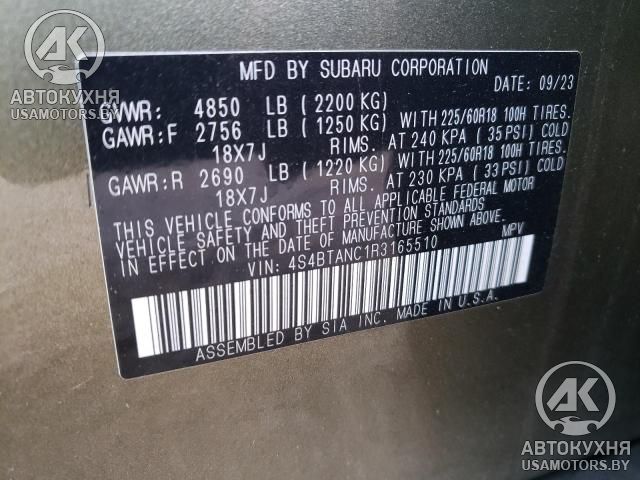 AK
АВТОКУХНЯ
USAMOTORS.BY
MFD BY SUBARU CORPORATION
DATE: 09/23
GVWR: 4850 LB (2200 KG)
GAWR:F 2756 LB (1250 KG) WITH 225/60R18 100H TIRES.
18X7J RIMS. AT 240 KPA (35 PSI) COLD
GAWR:R 2690 LB (1220 KG) WITH 225/60R18 100H TIRES.
18X7J RIMS. AT 230 KPA (33 PSI) COLD
THIS VEHICLE CONFORMS TO ALL APPLICABLE FEDERAL MOTOR
VEHICLE SAFETY AND THEFT PREVENTION STANDARDS
IN EFFECT ON THE DATE OF MANUFACTURE SHOWN ABOVE.
VIN: 4S4BTANC1R3165510 MPV
ASSEMBLED BY SIA INC. MADE IN U.S.A.
AK
АВТОКУХНЯ
USAMOTORS.BY